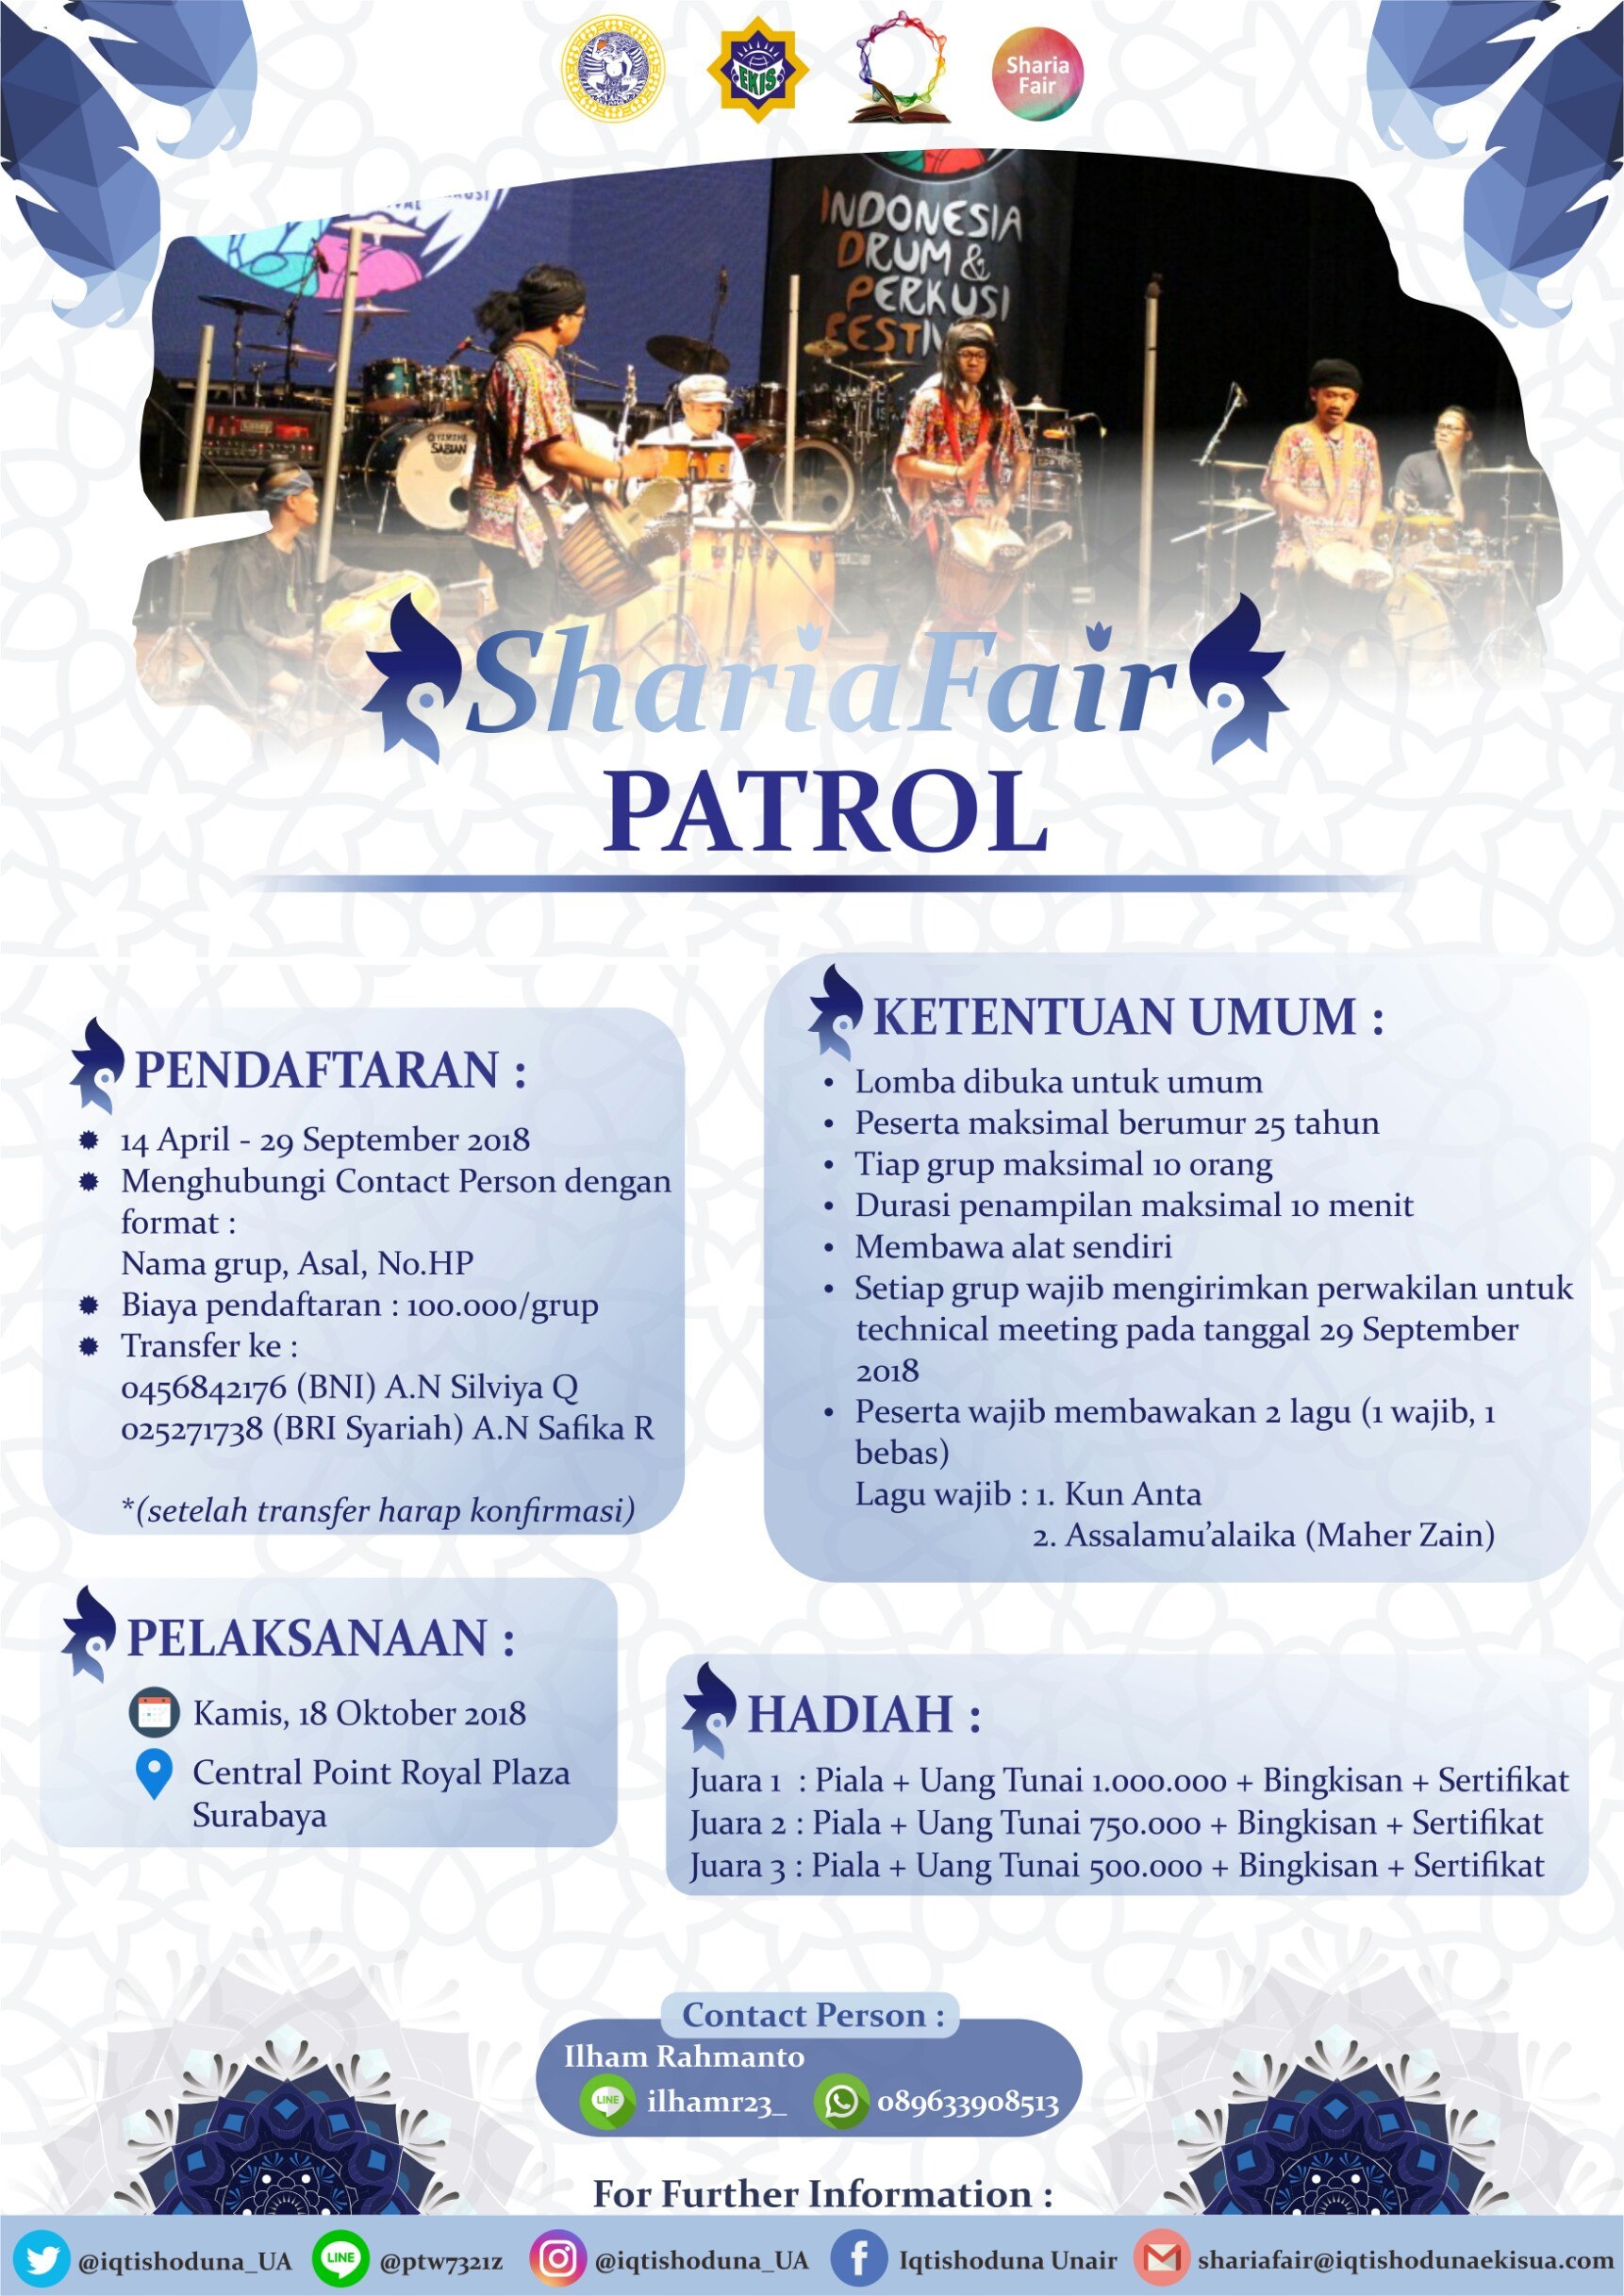 EKIS
Sharia
Fair
INDONESIA
DRUM &
PERKUSI
YAMAHA
SABIAN
ShariaFair
PATROL
PENDAFTARAN :
14 April - 29 September 2018
Menghubungi Contact Person dengan
format :
Nama grup, Asal, No.HP
Biaya pendaftaran : 100.000/grup
Transfer ke :
0456842176 (BNI) A.N Silviya Q
025271738 (BRI Syariah) A.N Safika R
*(setelah transfer harap konfirmasi)
KETENTUAN UMUM :
• Lomba dibuka untuk umum
• Peserta maksimal berumur 25 tahun
• Tiap grup maksimal 10 orang
• Durasi penampilan maksimal 10 menit
• Membawa alat sendiri
• Setiap grup wajib mengirimkan perwakilan untuk
technical meeting pada tanggal 29 September
2018
• Peserta wajib membawakan 2 lagu (1 wajib, 1
bebas)
Lagu wajib : 1. Kun Anta
2. Assalamu'alaika (Maher Zain)
PELAKSANAAN :
Kamis, 18 Oktober 2018
Central Point Royal Plaza
Surabaya
HADIAH :
Juara 1 : Piala + Uang Tunai 1.000.000 + Bingkisan + Sertifikat
Juara 2 : Piala + Uang Tunai 750.000 + Bingkisan + Sertifikat
Juara 3 : Piala + Uang Tunai 500.000 + Bingkisan + Sertifikat
Contact Person :
Ilham Rahmanto
LINE ilhamr23_ 089633908513
For Further Information :
@iqtishoduna_UA LINE @ptw7321z @iqtishoduna_UA Iqtishoduna Unair shariafair@iqtishodunaekisua.com